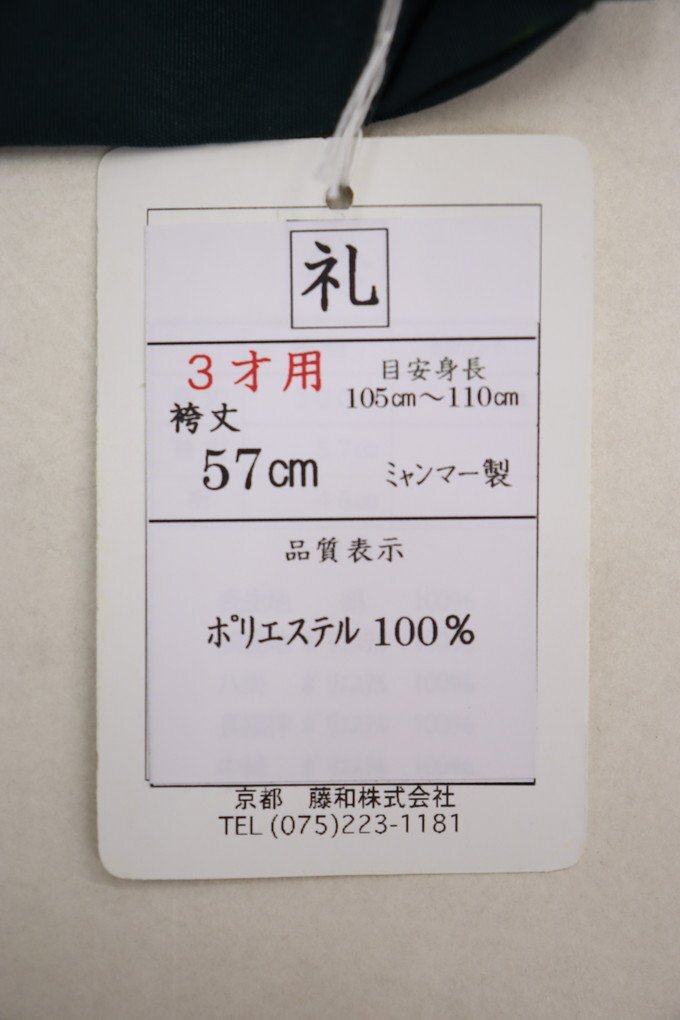 礼
3才用
目安身長
105cm～110cm
袴丈
57cm
ミャンマー製
品質表示
ポリエステル 100％
京都　藤和株式会社
TEL (075)223-1181